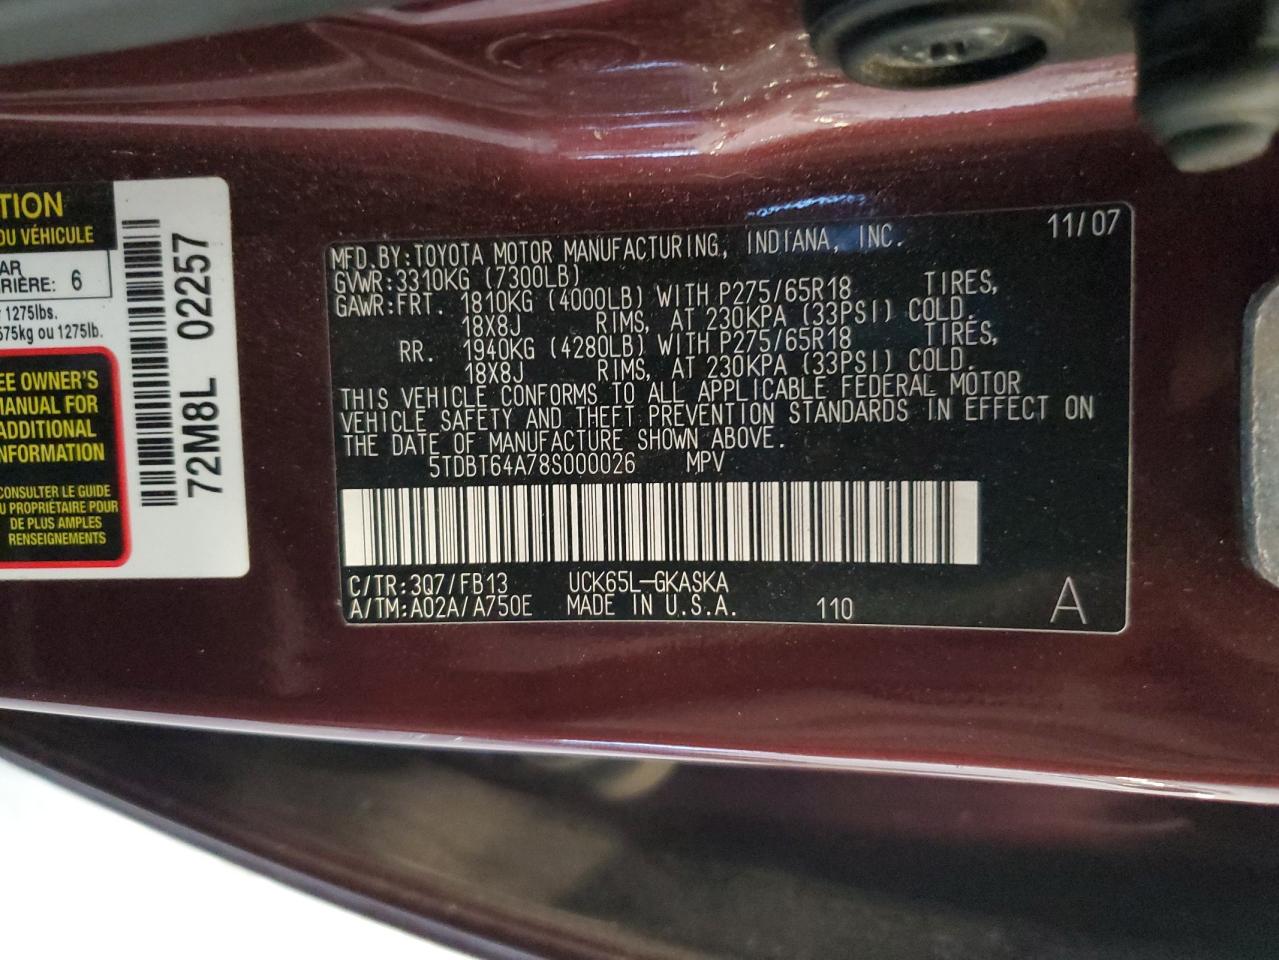 TION
DU VÉHICULE
AR
RIÈRE: 6
1275lbs.
575kg ou 1275lb.
EE OWNER'S
MANUAL FOR
ADDITIONAL
NFORMATION
CONSULTER LE GUIDE
U PROPRIÉTAIRE POUR
DE PLUS AMPLES
RENSEIGNEMENTS
72M8L 02257
11/07
MFD.BY:TOYOTA MOTOR MANUFACTURING, INDIANA, INC.
GVWR:3310KG (7300LB)
GAWR:FRT. 1810KG (4000LB) WITH P275/65R18 TIRES,
18X8J RIMS, AT 230KPA (33PSI) COLD.
RR. 1940KG (4280LB) WITH P275/65R18 TIRES,
18X8J RIMS, AT 230KPA (33PSI) COLD.
THIS VEHICLE CONFORMS TO ALL APPLICABLE FEDERAL MOTOR
VEHICLE SAFETY AND THEFT PREVENTION STANDARDS IN EFFECT ON
THE DATE OF MANUFACTURE SHOWN ABOVE.
5TDBT64A78S000026 MPV
C/TR:3Q7/FB13 UCK65L-GKASKA
A/TM:A02A/A750E MADE IN U.S.A. 110 A